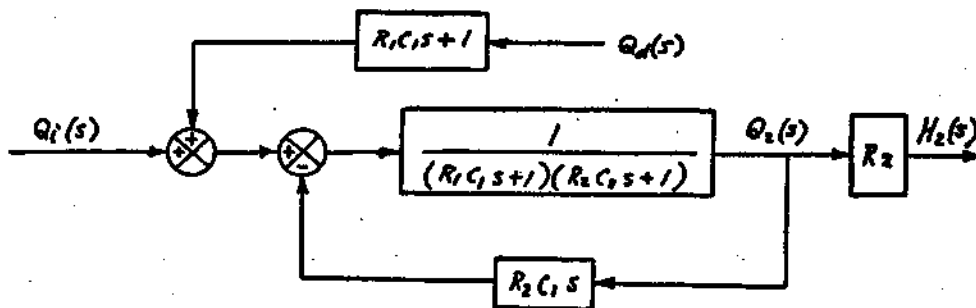 R₁C₁s+1
Q_d(s)
Q_i(s)
+
+
+
-
1
(R₁C₁s+1)(R₂C₂s+1)
Q₂(s)
R₂
H₂(s)
R₂C₁s